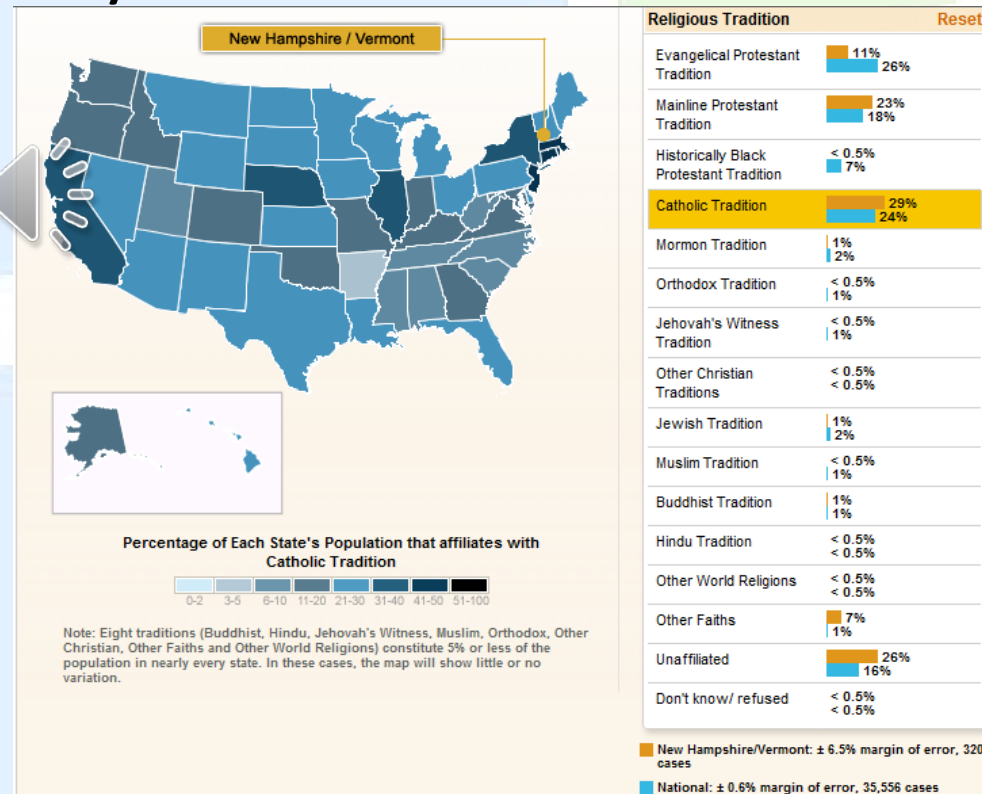 New Hampshire / Vermont
Percentage of Each State's Population that affiliates with
Catholic Tradition
0-2 3-5 6-10 11-20 21-30 31-40 41-50 51-100
Note: Eight traditions (Buddhist, Hindu, Jehovah's Witness, Muslim, Orthodox, Other
Christian, Other Faiths and Other World Religions) constitute 5% or less of the
population in nearly every state. In these cases, the map will show little or no
variation.
Religious Tradition Reset
Evangelical Protestant
Tradition
11%
26%
Mainline Protestant
Tradition
23%
18%
Historically Black
Protestant Tradition
< 0.5%
7%
Catholic Tradition
29%
24%
Mormon Tradition
1%
2%
Orthodox Tradition
< 0.5%
1%
Jehovah's Witness
Tradition
< 0.5%
1%
Other Christian
Traditions
< 0.5%
< 0.5%
Jewish Tradition
1%
2%
Muslim Tradition
< 0.5%
1%
Buddhist Tradition
1%
1%
Hindu Tradition
< 0.5%
< 0.5%
Other World Religions
< 0.5%
< 0.5%
Other Faiths
7%
1%
Unaffiliated
26%
16%
Don't know/ refused
< 0.5%
< 0.5%
New Hampshire/Vermont: ± 6.5% margin of error, 320
cases
National: ± 0.6% margin of error, 35,556 cases